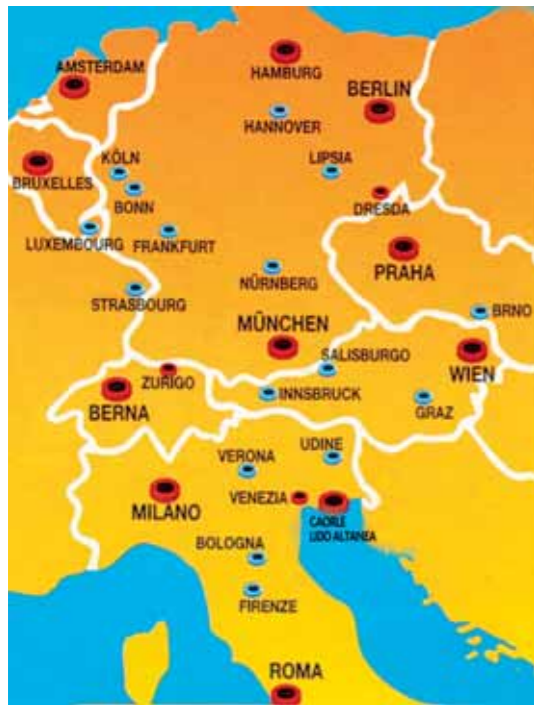 AMSTERDAM
HAMBURG
BERLIN
HANNOVER
BRUXELLES
KÖLN
LIPSIA
BONN
DRESDA
LUXEMBOURG
FRANKFURT
PRAHA
NÜRNBERG
STRASBOURG
BRNO
MÜNCHEN
SALISBURGO
WIEN
ZURIGO
BERNA
INNSBRUCK
GRAZ
UDINE
VERONA
VENEZIA
MILANO
CAORLE
LIDO ALTANEA
BOLOGNA
FIRENZE
ROMA